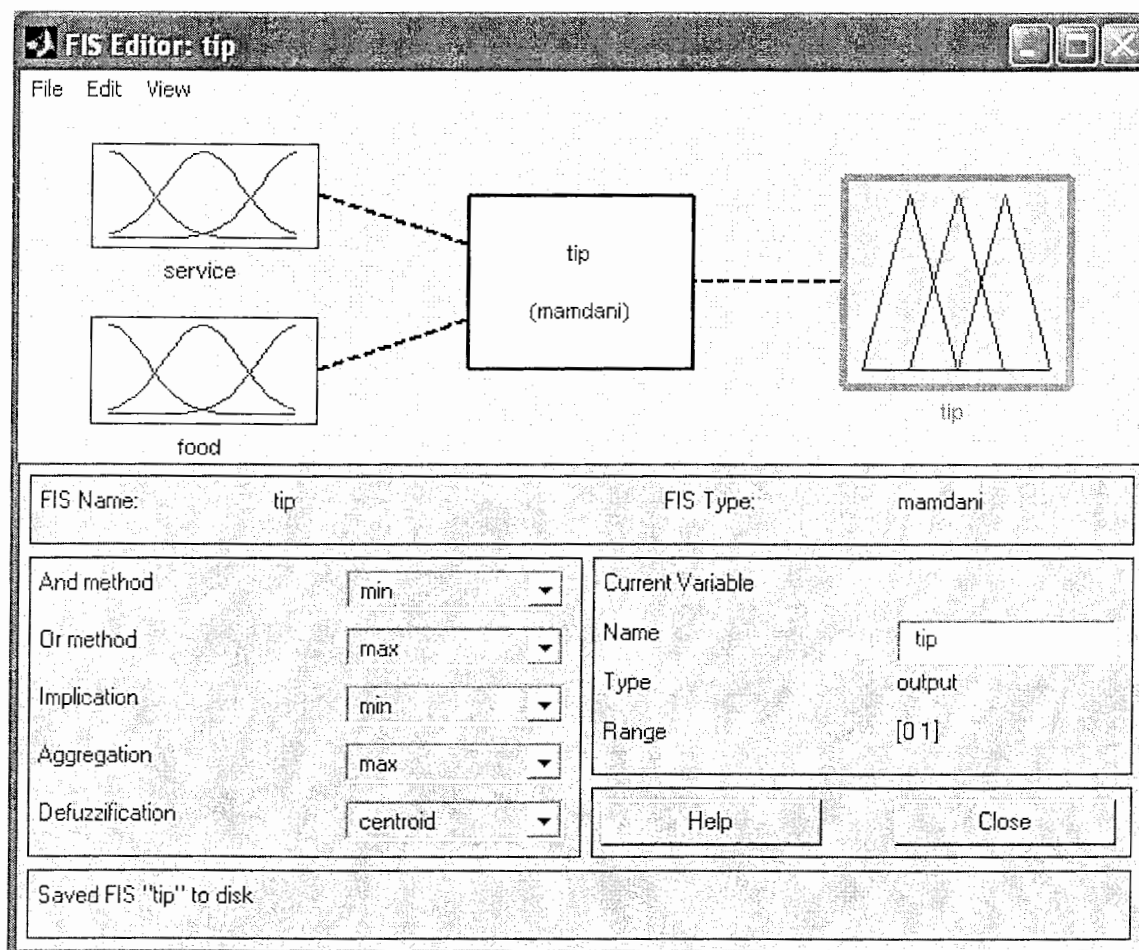 FIS Editor: tip
File Edit View
service
food
tip
(mamdani)
tip
FIS Name: tip
FIS Type: mamdani
And method min
Or method max
Implication min
Aggregation max
Defuzzification centroid
Current Variable
Name tip
Type output
Range [0 1]
Help Close
Saved FIS "tip" to disk